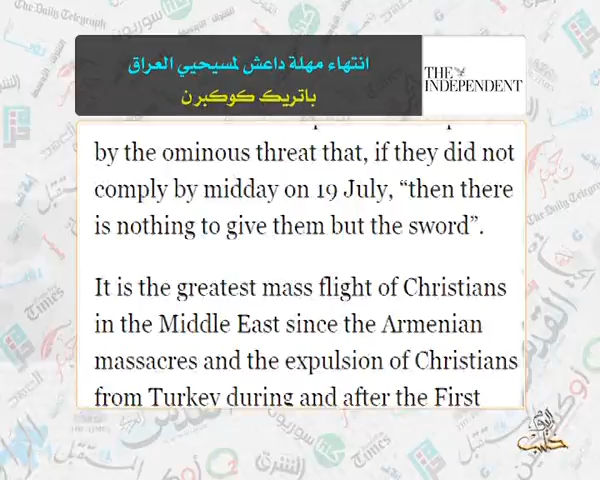 انتهاء مهلة داعش لمسيحيي العراق
باتريك كوكبرن
THE
INDEPENDENT
by the ominous threat that, if they did not
comply by midday on 19 July, “then there
is nothing to give them but the sword”.
It is the greatest mass flight of Christians
in the Middle East since the Armenian
massacres and the expulsion of Christians
from Turkey during and after the First